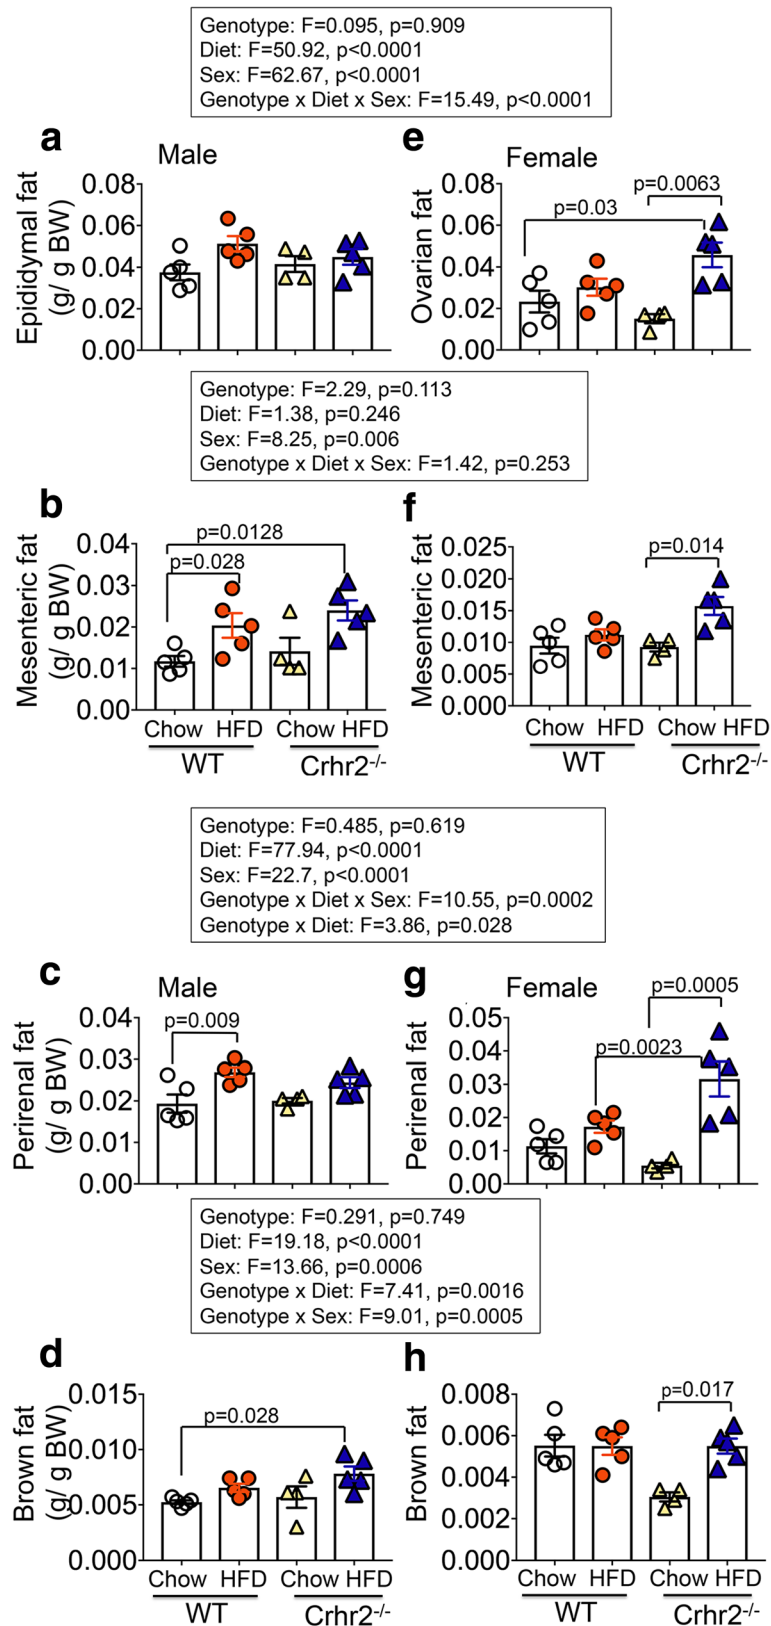 Genotype: F=0.095, p=0.909
Diet: F=50.92, p<0.0001
Sex: F=62.67, p<0.0001
Genotype x Diet x Sex: F=15.49, p<0.0001
a
Male
Epididymal fat
(g/ g BW)
0.08
0.06
0.04
0.02
0.00
e
Female
Ovarian fat
0.08
0.06
0.04
0.02
0.00
p=0.0063
p=0.03
Genotype: F=2.29, p=0.113
Diet: F=1.38, p=0.246
Sex: F=8.25, p=0.006
Genotype x Diet x Sex: F=1.42, p=0.253
b
Mesenteric fat
(g/ g BW)
0.04
0.03
0.02
0.01
0.00
p=0.0128
p=0.028
Chow HFD Chow HFD
WT Crhr2-/-
f
Mesenteric fat
0.025
0.020
0.015
0.010
0.005
0.000
p=0.014
Chow HFD Chow HFD
WT Crhr2-/-
Genotype: F=0.485, p=0.619
Diet: F=77.94, p<0.0001
Sex: F=22.7, p<0.0001
Genotype x Diet x Sex: F=10.55, p=0.0002
Genotype x Diet: F=3.86, p=0.028
c
Male
Perirenal fat
(g/ g BW)
0.04
0.03
0.02
0.01
0.00
p=0.009
g
Female
Perirenal fat
0.05
0.04
0.03
0.02
0.01
0.00
p=0.0005
p=0.0023
Genotype: F=0.291, p=0.749
Diet: F=19.18, p<0.0001
Sex: F=13.66, p=0.0006
Genotype x Diet: F=7.41, p=0.0016
Genotype x Sex: F=9.01, p=0.0005
d
Brown fat
(g/ g BW)
0.015
0.010
0.005
0.000
p=0.028
Chow HFD Chow HFD
WT Crhr2-/-
h
Brown fat
0.008
0.006
0.004
0.002
0.000
p=0.017
Chow HFD Chow HFD
WT Crhr2-/-